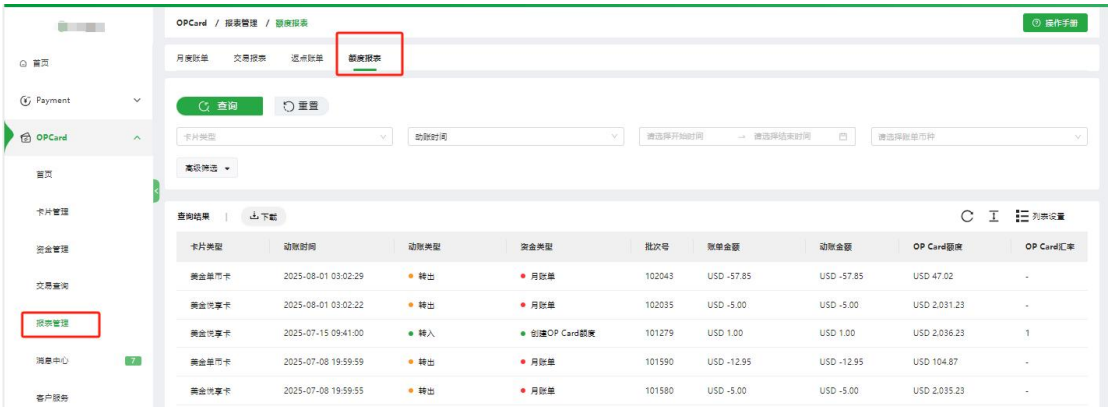 OPCard / 报表管理 / 额度报表
操作手册
首页
Payment
OPCard
首页
卡片管理
资金管理
交易查询
报表管理
消息中心 7
客户服务
月度账单 交易报表 返点账单 额度报表
查询 重置
卡片类型 动账时间 请选择开始时间 → 请选择结束时间 请选择账单币种
高级筛选
查询结果 | 下载 列表设置
卡片类型 动账时间 动账类型 资金类型 批次号 账单金额 动账金额 OP Card额度 OP Card汇率
美金单币卡 2025-08-01 03:02:29 转出 月账单 102043 USD -57.85 USD -57.85 USD 47.02 -
美金悦享卡 2025-08-01 03:02:22 转出 月账单 102035 USD -5.00 USD -5.00 USD 2,031.23 -
美金悦享卡 2025-07-15 09:41:00 转入 创建OP Card额度 101279 USD 1.00 USD 1.00 USD 2,036.23 1
美金单币卡 2025-07-08 19:59:59 转出 月账单 101590 USD -12.95 USD -12.95 USD 104.87 -
美金悦享卡 2025-07-08 19:59:55 转出 月账单 101580 USD -5.00 USD -5.00 USD 2,035.23 -